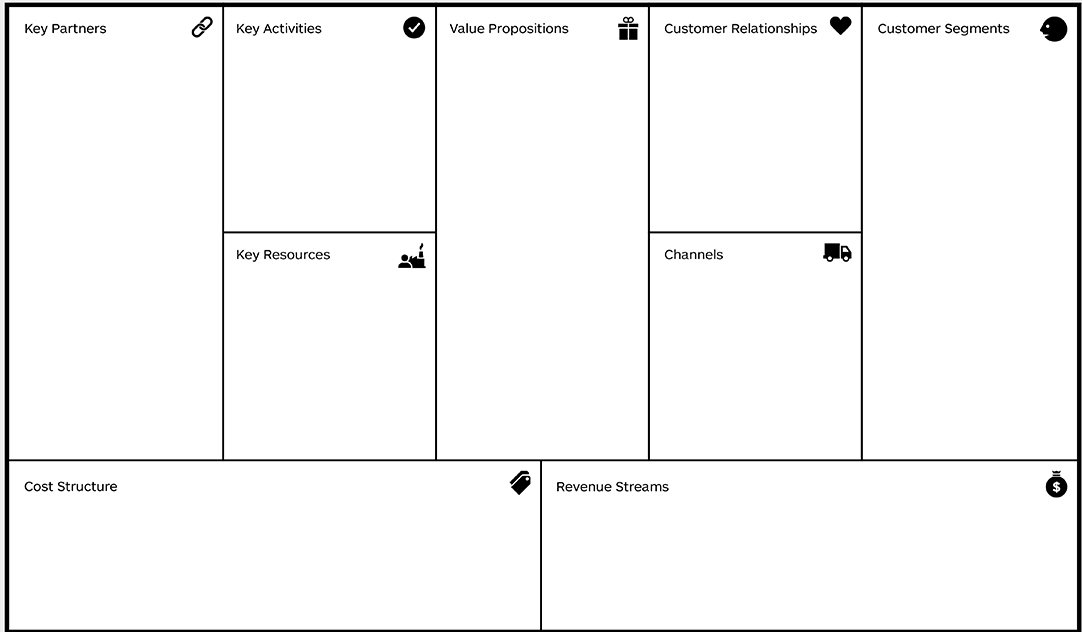 Key Partners
Key Activities
Value Propositions
Customer Relationships
Customer Segments
Key Resources
Channels
Cost Structure
Revenue Streams
$